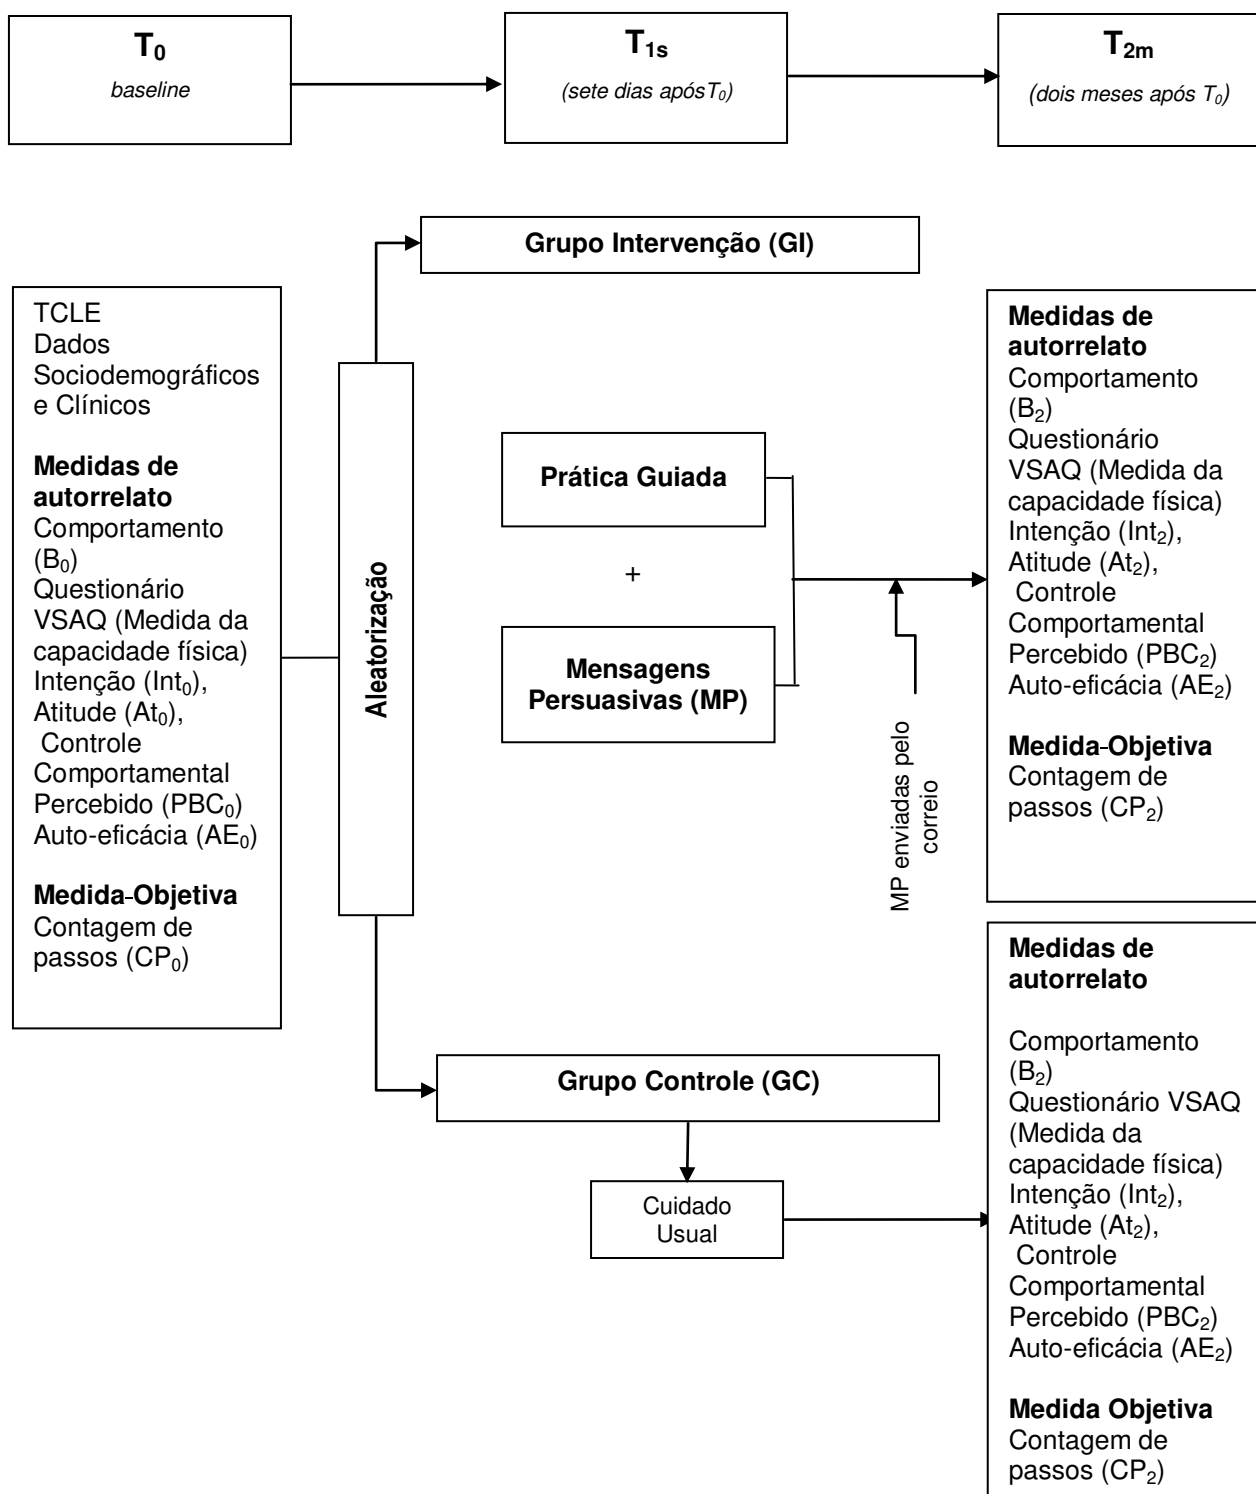 T0
baseline
T1s
(sete dias apósT0)
T2m
(dois meses após T0)
Grupo Intervenção (GI)
TCLE
Dados
Sociodemográficos
e Clínicos
Medidas de
autorrelato
Comportamento
(B0)
Questionário
VSAQ (Medida da
capacidade física)
Intenção (Int0),
Atitude (At0),
Controle
Comportamental
Percebido (PBC0)
Auto-eficácia (AE0)
Medida-Objetiva
Contagem de
passos (CP0)
Aleatorização
Prática Guiada
+
Mensagens
Persuasivas (MP)
MP enviadas pelo
correio
Medidas de
autorrelato
Comportamento
(B2)
Questionário
VSAQ (Medida da
capacidade física)
Intenção (Int2),
Atitude (At2),
Controle
Comportamental
Percebido (PBC2)
Auto-eficácia (AE2)
Medida-Objetiva
Contagem de
passos (CP2)
Grupo Controle (GC)
Cuidado
Usual
Medidas de
autorrelato
Comportamento
(B2)
Questionário VSAQ
(Medida da
capacidade física)
Intenção (Int2),
Atitude (At2),
Controle
Comportamental
Percebido (PBC2)
Auto-eficácia (AE2)
Medida Objetiva
Contagem de
passos (CP2)